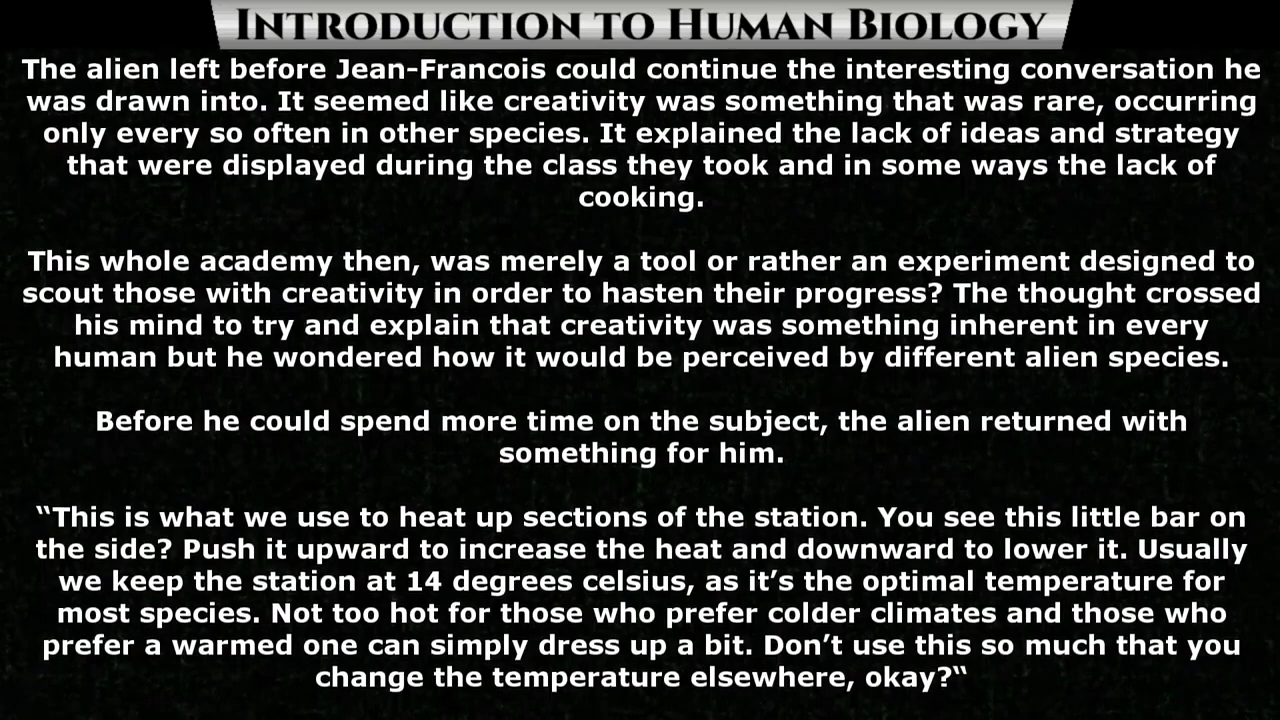 Introduction to Human Biology
The alien left before Jean-Francois could continue the interesting conversation he
was drawn into. It seemed like creativity was something that was rare, occurring
only every so often in other species. It explained the lack of ideas and strategy
that were displayed during the class they took and in some ways the lack of
cooking.
This whole academy then, was merely a tool or rather an experiment designed to
scout those with creativity in order to hasten their progress? The thought crossed
his mind to try and explain that creativity was something inherent in every
human but he wondered how it would be perceived by different alien species.
Before he could spend more time on the subject, the alien returned with
something for him.
“This is what we use to heat up sections of the station. You see this little bar on
the side? Push it upward to increase the heat and downward to lower it. Usually
we keep the station at 14 degrees celsius, as it’s the optimal temperature for
most species. Not too hot for those who prefer colder climates and those who
prefer a warmed one can simply dress up a bit. Don’t use this so much that you
change the temperature elsewhere, okay?“